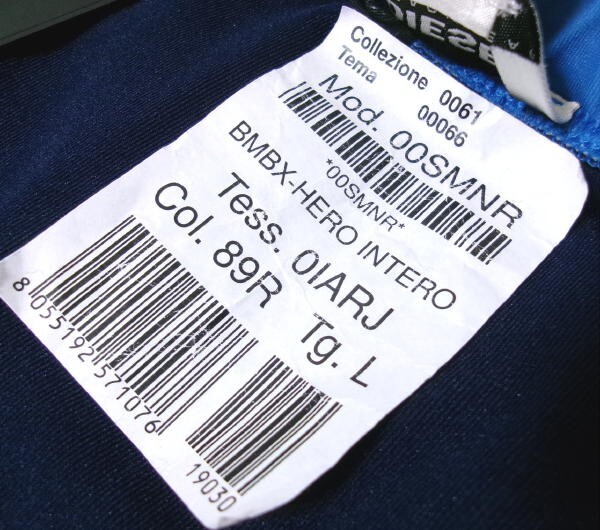 DIESEL
Collezione 0061
Tema 00066
Mod. 00SMNR
*00SMNR*
BMBX-HERO INTERO
Tess. 0IARJ
Col. 89R Tg. L
8 055192 571076
19030